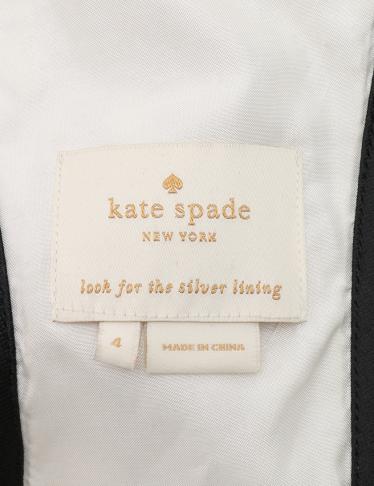 kate spade
NEW YORK
look for the silver lining
4
MADE IN CHINA